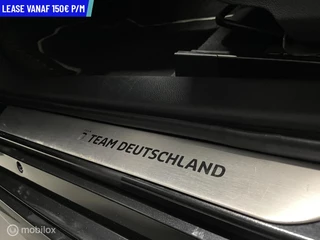 LEASE VANAF 150€ P/M
TEAM DEUTSCHLAND
mobilox